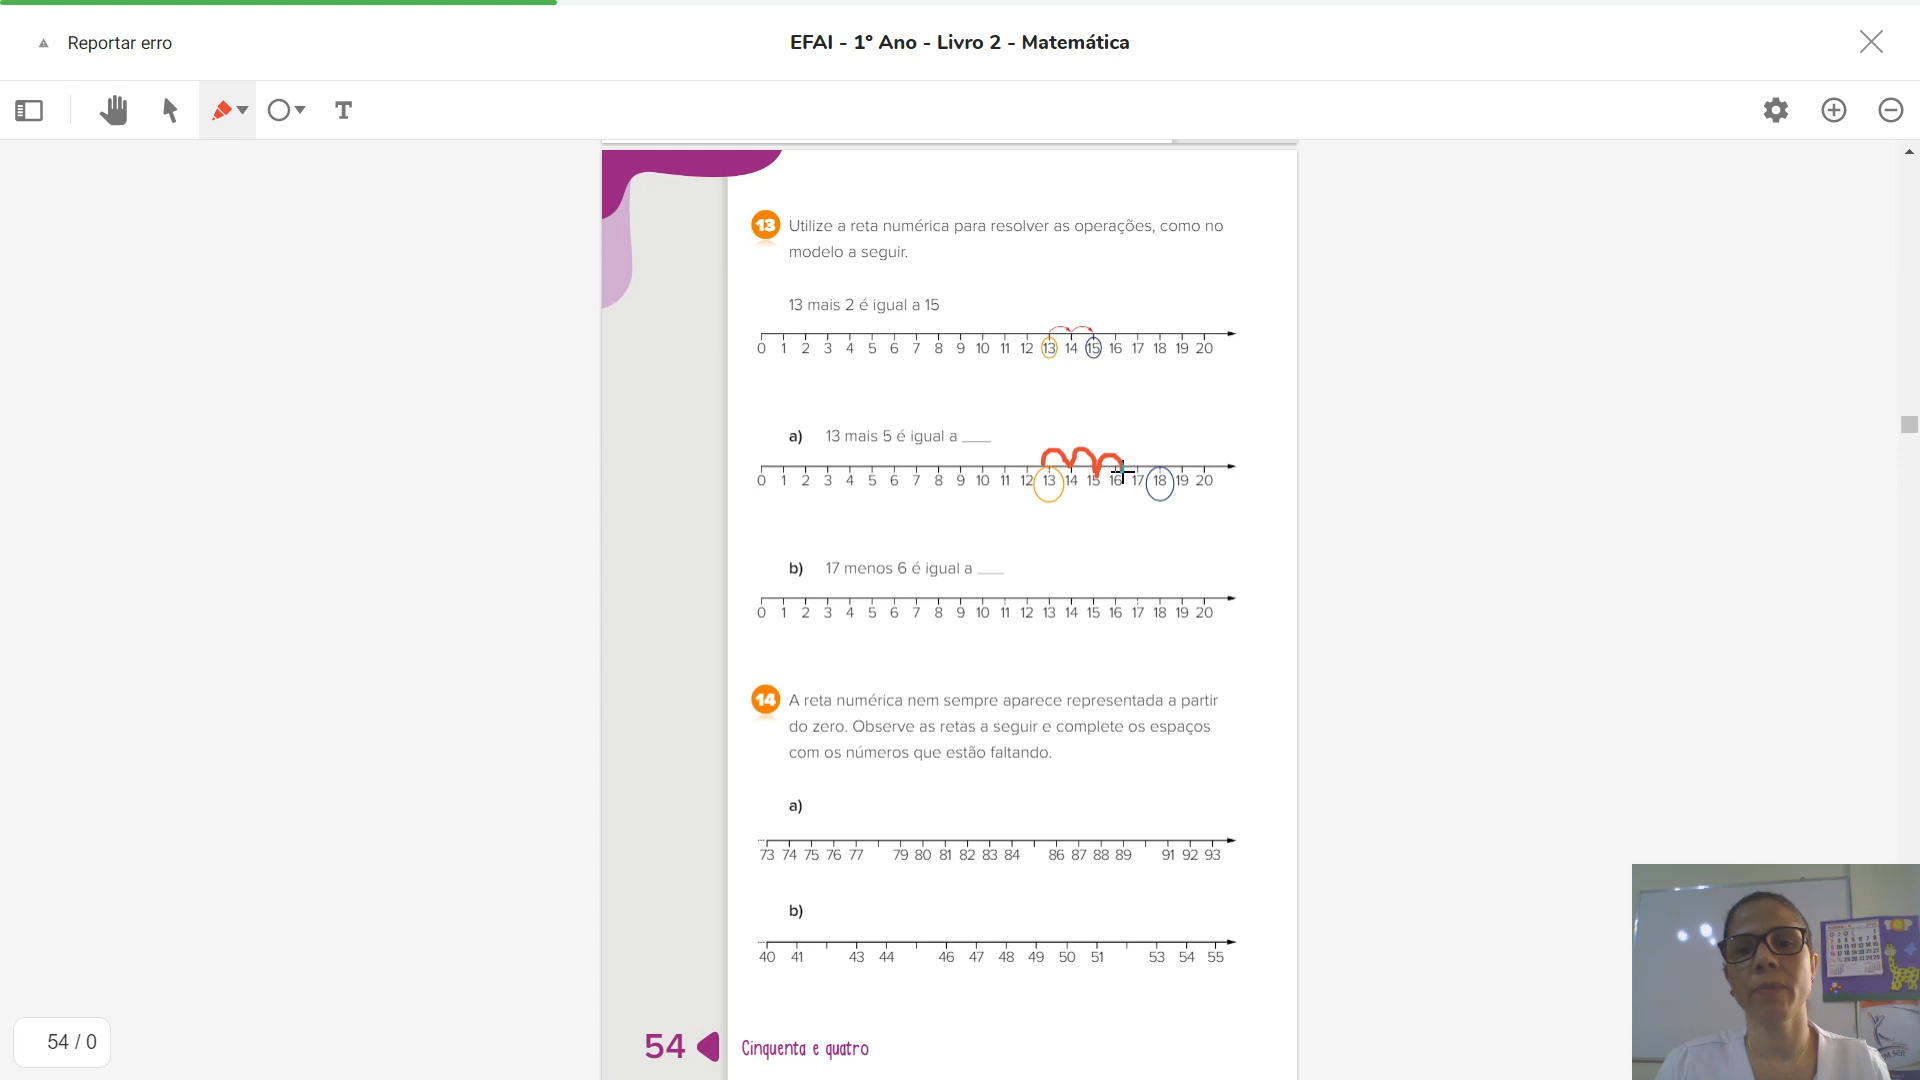 Reportar erro
EFAI - 1º Ano - Livro 2 - Matemática
T
13 Utilize a reta numérica para resolver as operações, como no
modelo a seguir.
13 mais 2 é igual a 15
0 1 2 3 4 5 6 7 8 9 10 11 12 13 14 15 16 17 18 19 20
a) 13 mais 5 é igual a ____
0 1 2 3 4 5 6 7 8 9 10 11 12 13 14 15 16 17 18 19 20
b) 17 menos 6 é igual a ____
0 1 2 3 4 5 6 7 8 9 10 11 12 13 14 15 16 17 18 19 20
14 A reta numérica nem sempre aparece representada a partir
do zero. Observe as retas a seguir e complete os espaços
com os números que estão faltando.
a)
73 74 75 76 77 79 80 81 82 83 84 86 87 88 89 91 92 93
b)
40 41 43 44 46 47 48 49 50 51 53 54 55
54 Cinquenta e quatro
54 / 0